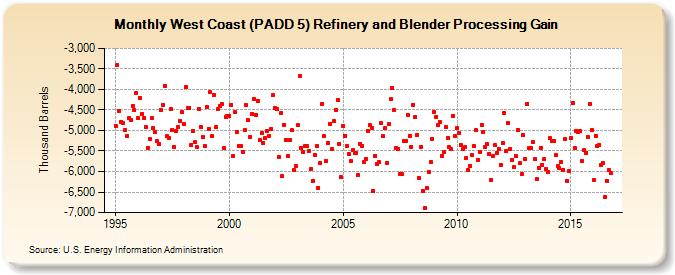 Monthly West Coast (PADD 5) Refinery and Blender Processing Gain
Thousand Barrels
-3,000
-3,500
-4,000
-4,500
-5,000
-5,500
-6,000
-6,500
-7,000
1995 2000 2005 2010 2015
Source: U.S. Energy Information Administration